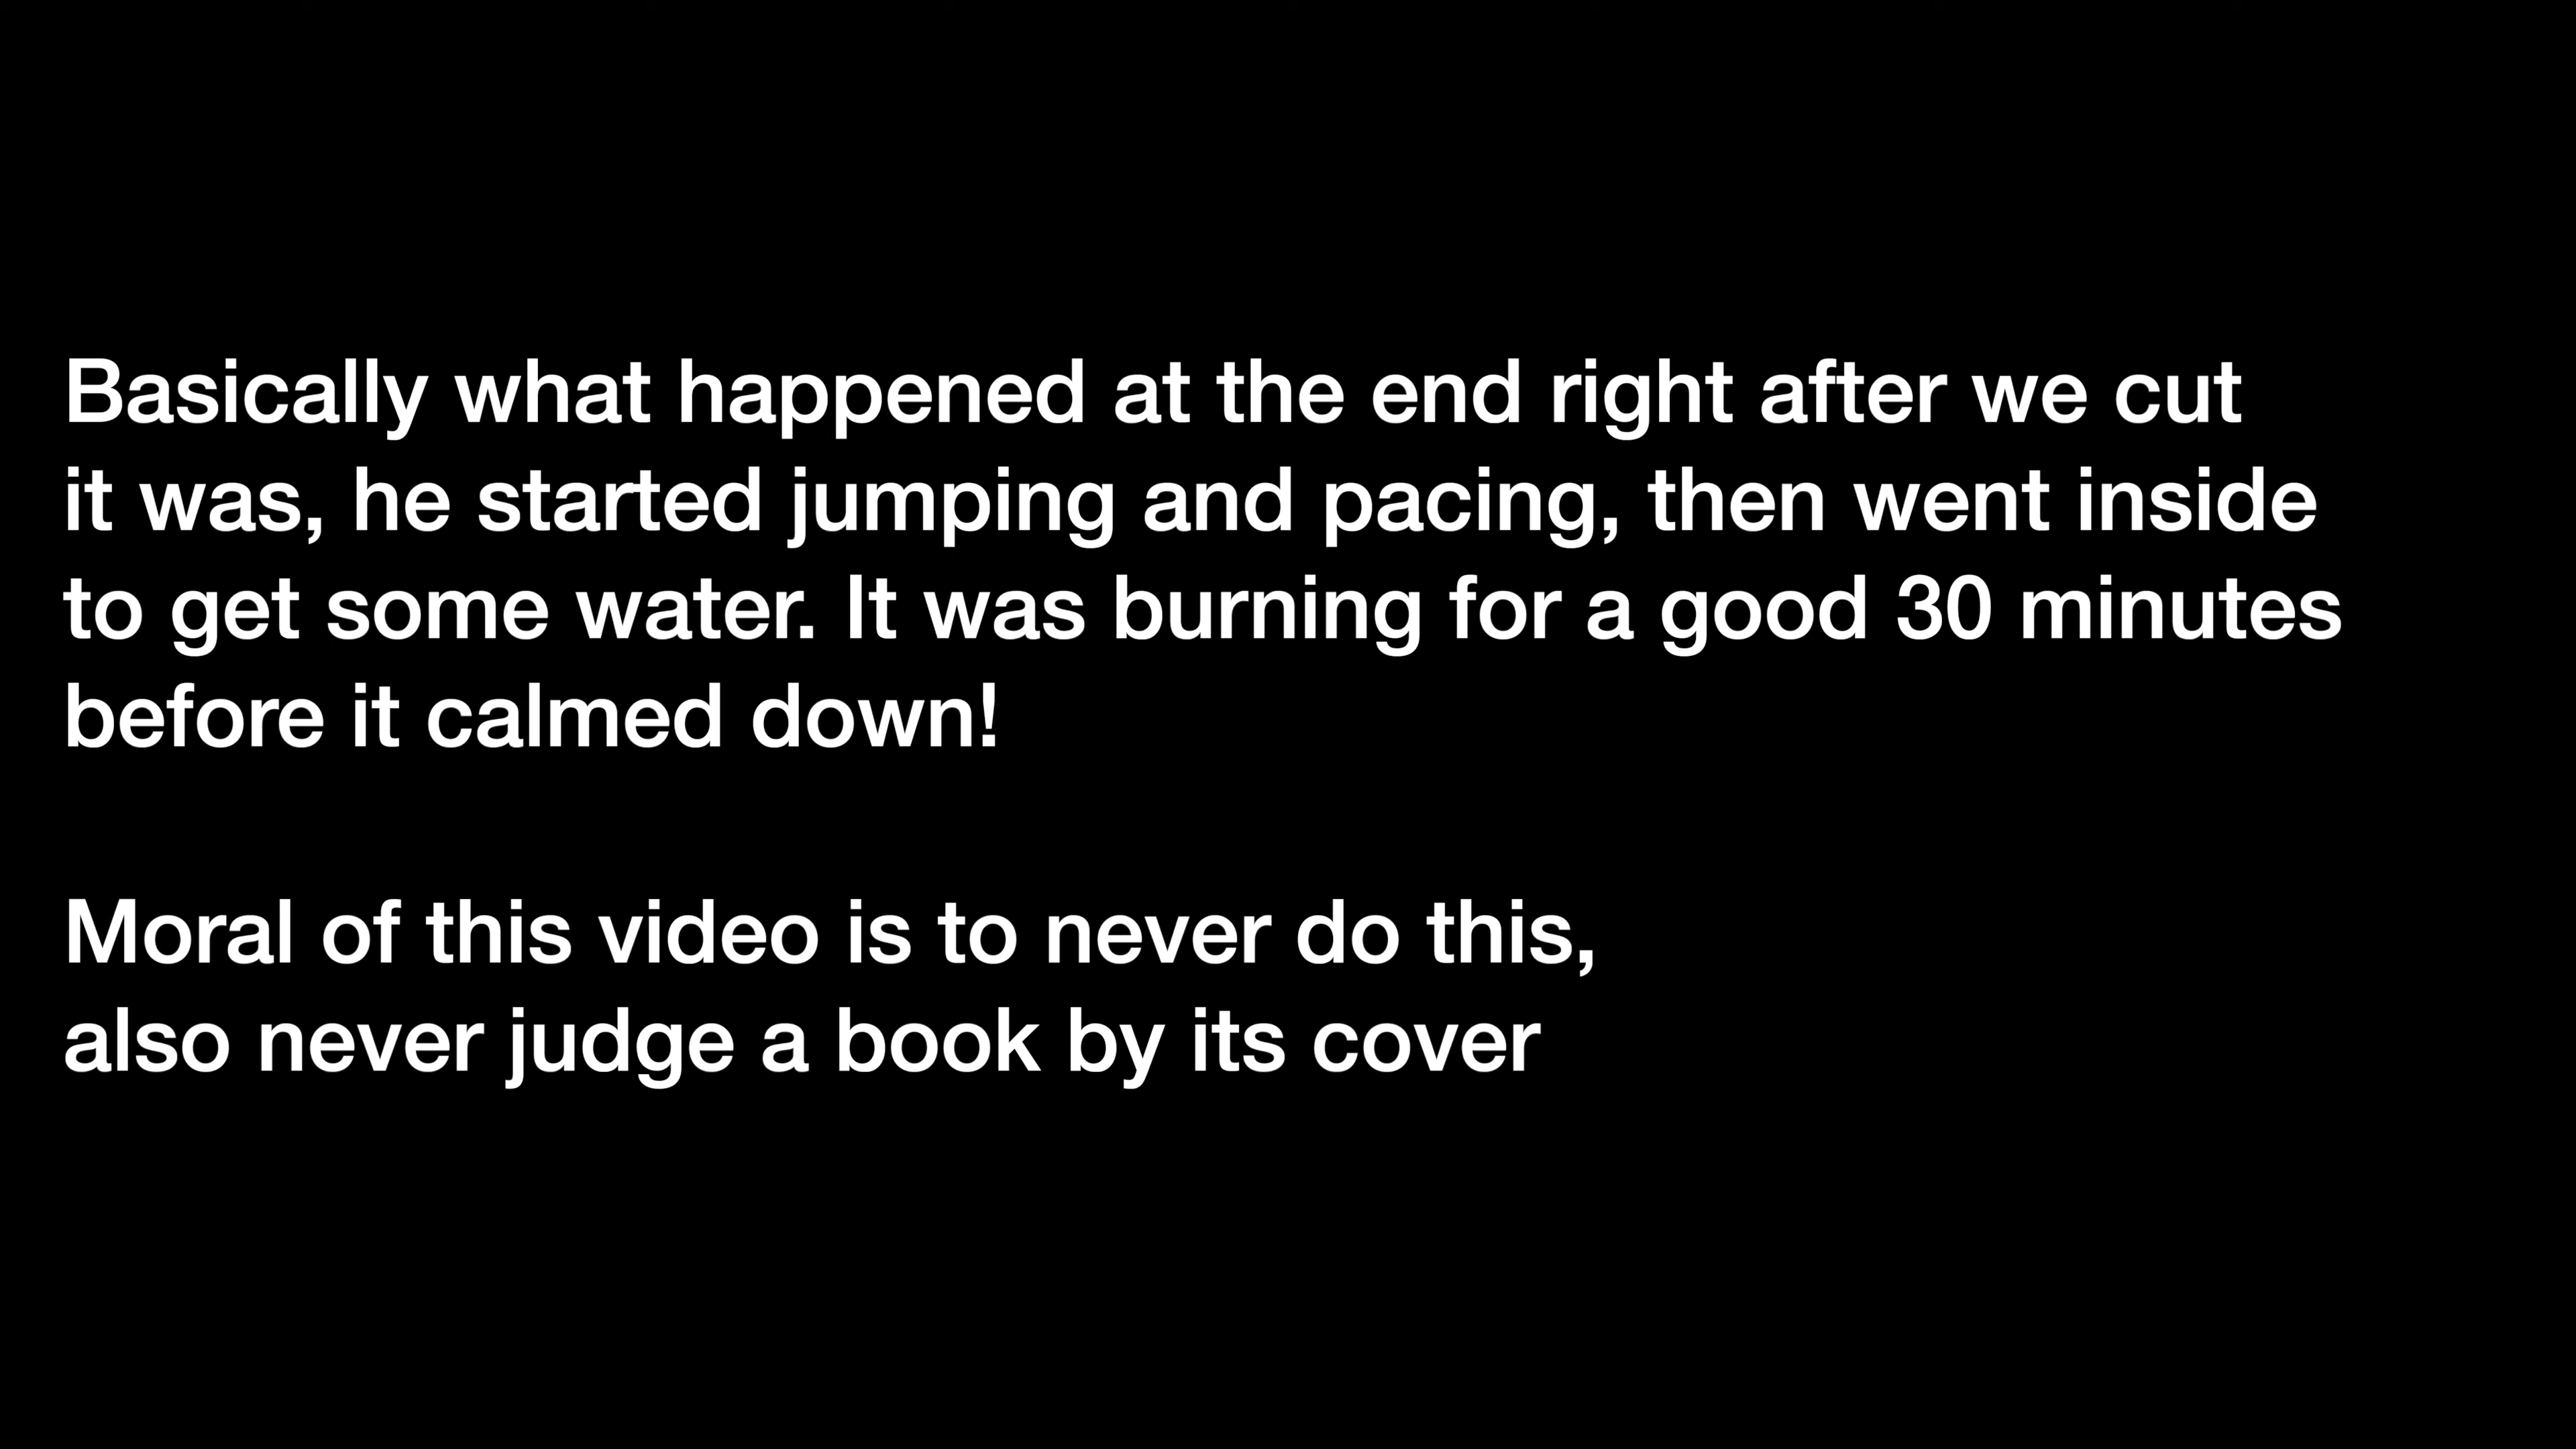 Basically what happened at the end right after we cut
it was, he started jumping and pacing, then went inside
to get some water. It was burning for a good 30 minutes
before it calmed down!
Moral of this video is to never do this,
also never judge a book by its cover